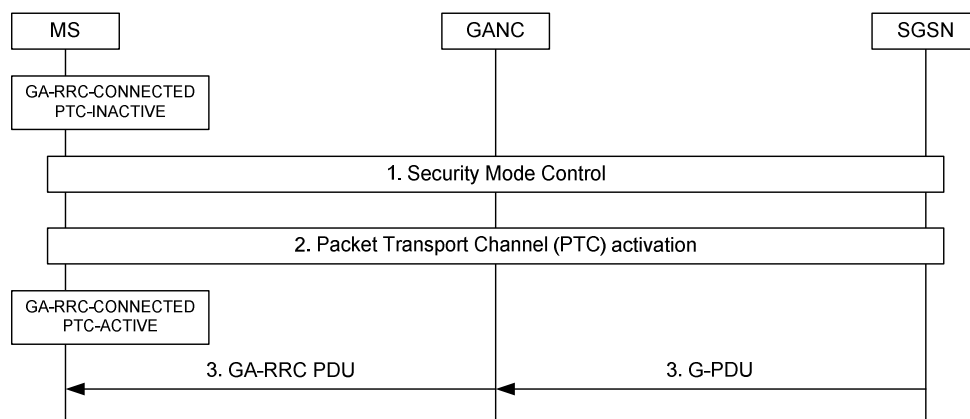 MS
GANC
SGSN
GA-RRC-CONNECTED
PTC-INACTIVE
1. Security Mode Control
2. Packet Transport Channel (PTC) activation
GA-RRC-CONNECTED
PTC-ACTIVE
3. GA-RRC PDU
3. G-PDU